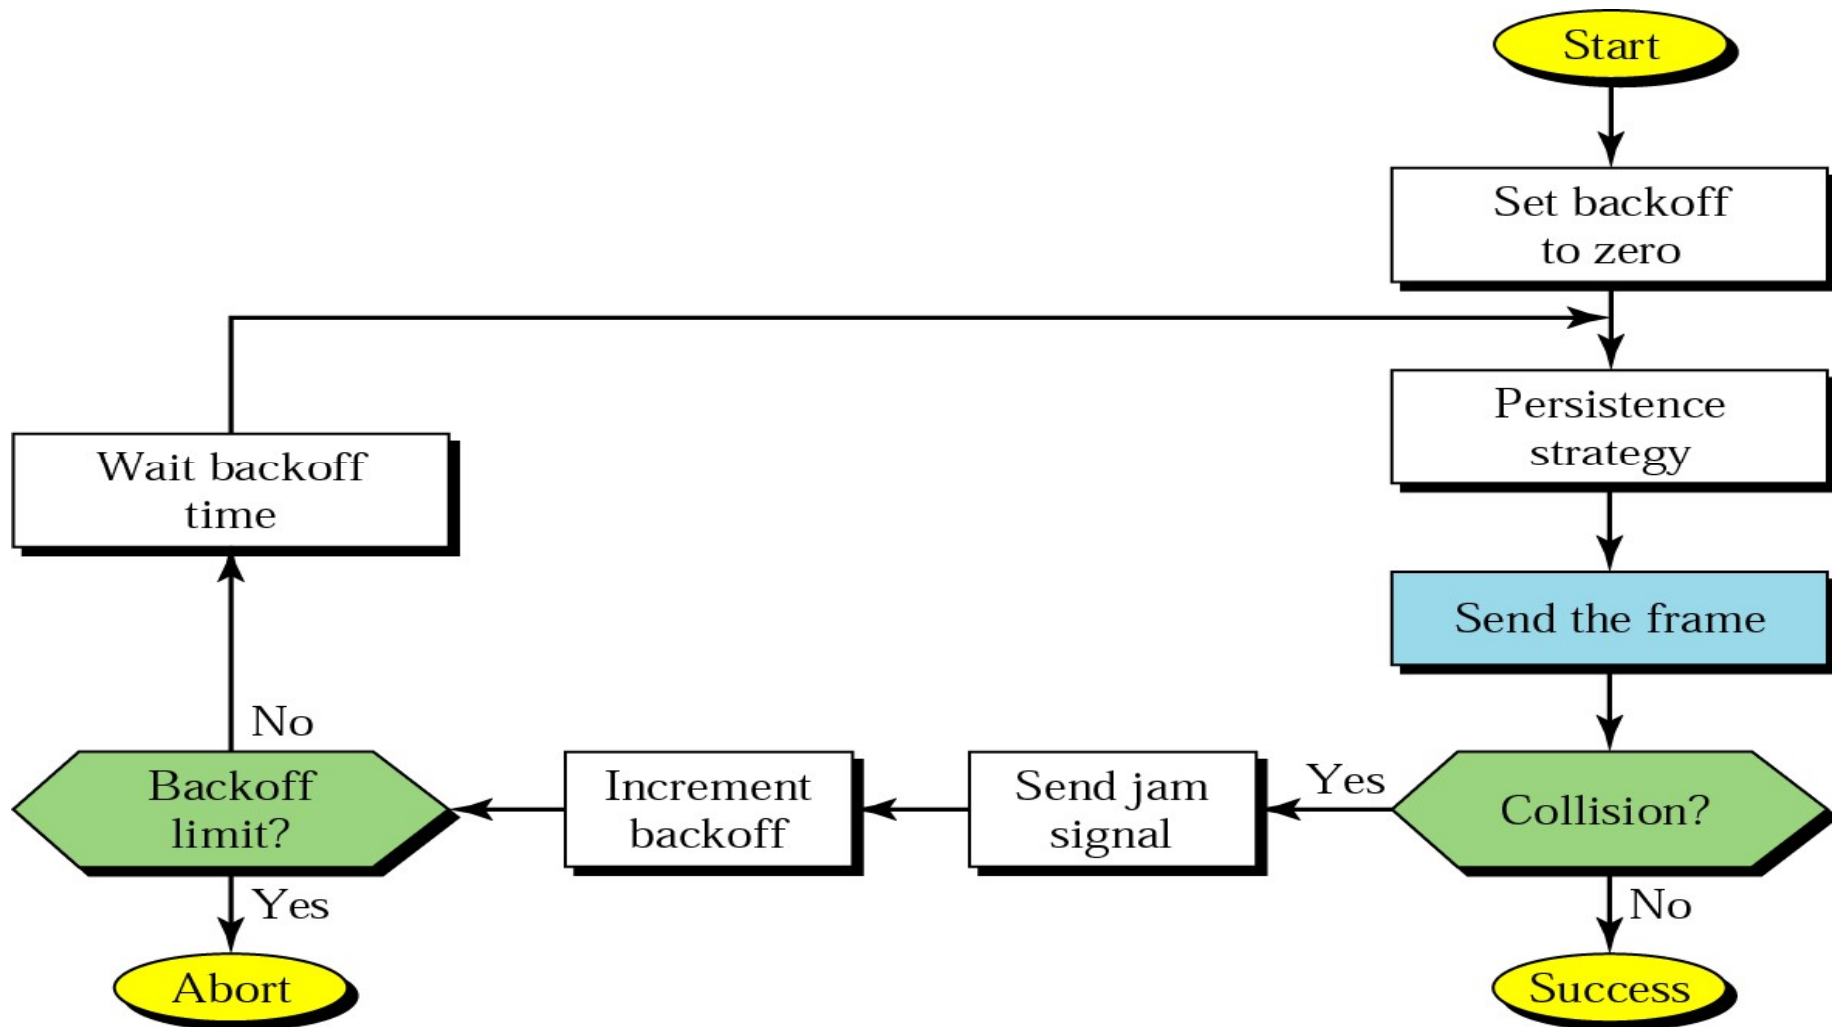 Start
Set backoff
to zero
Persistence
strategy
Wait backoff
time
Send the frame
No
Backoff
limit?
Increment
backoff
Send jam
signal
Yes
Collision?
Yes
No
Abort
Success